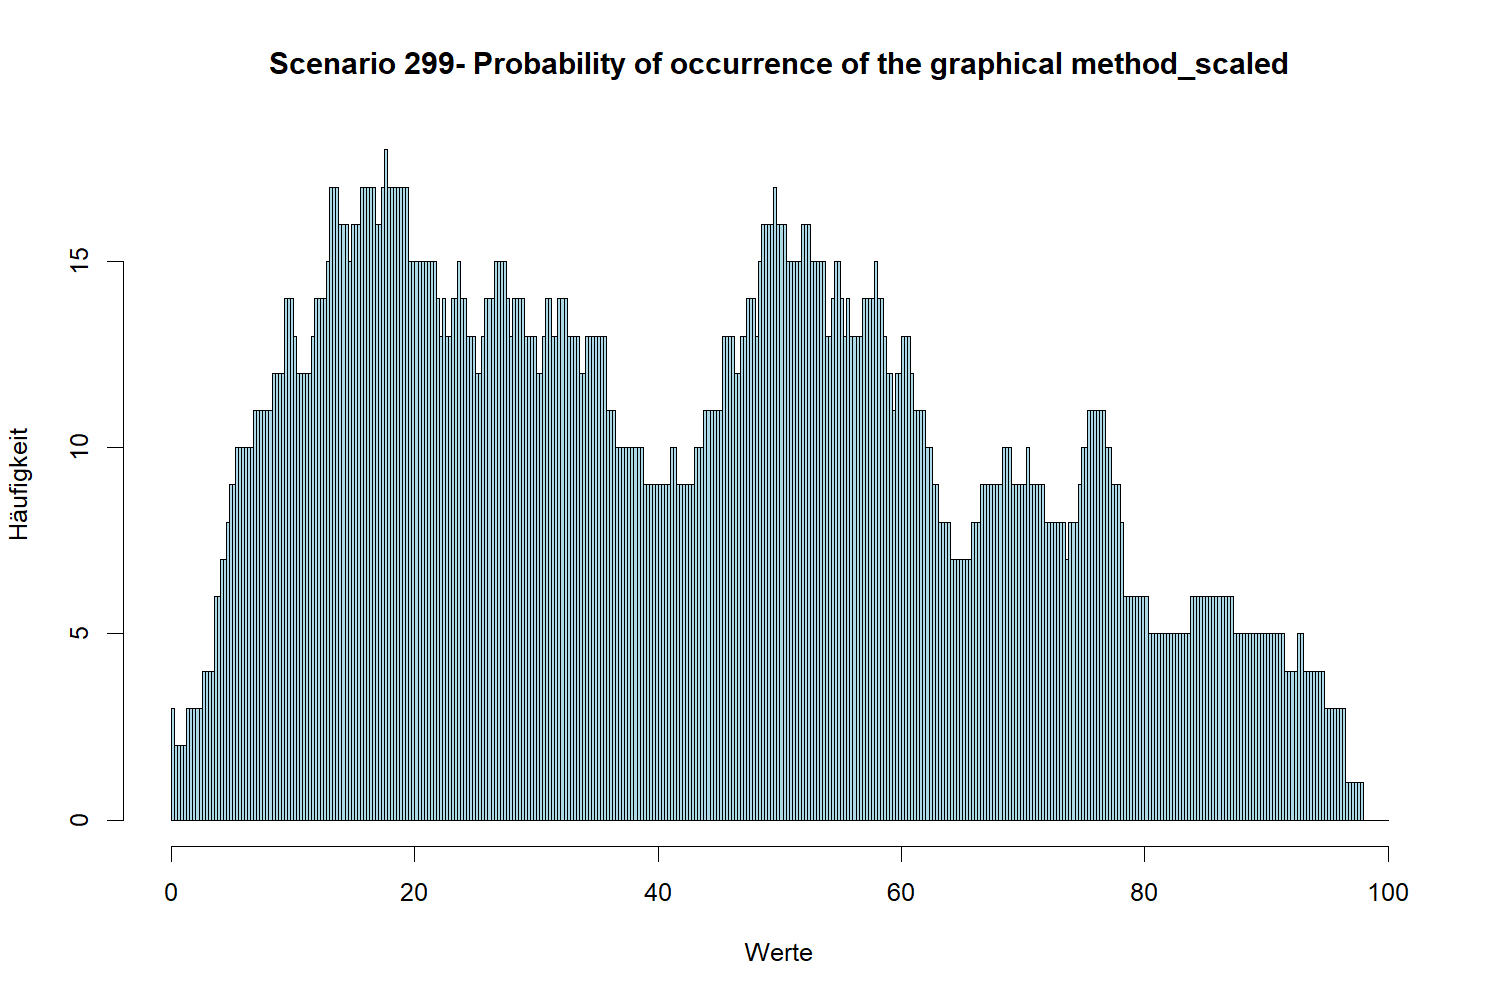 Scenario 299- Probability of occurrence of the graphical method_scaled
Häufigkeit
15
10
5
0
0 20 40 60 80 100
Werte